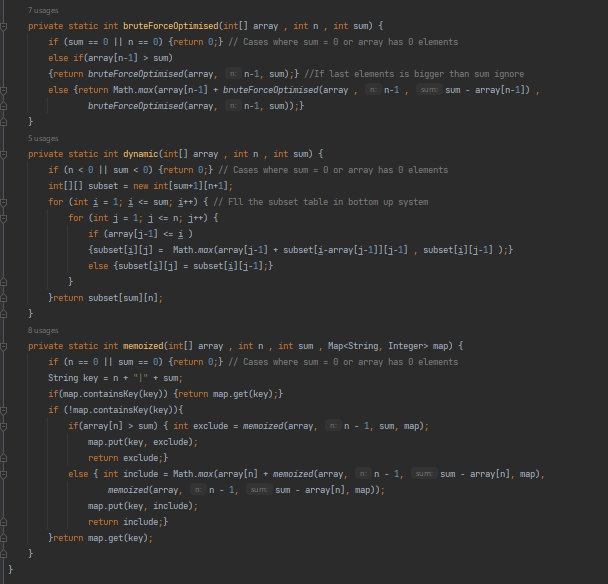 7 usages
private static int bruteForceOptimised(int[] array , int n , int sum) {
if (sum == 0 || n == 0) {return 0;} // Cases where sum = 0 or array has 0 elements
else if(array[n-1] > sum)
{return bruteForceOptimised(array, n: n-1, sum);} //If last elements is bigger than sum ignore
else {return Math.max(array[n-1] + bruteForceOptimised(array , n: n-1 , sum: sum - array[n-1]) ,
bruteForceOptimised(array, n: n-1, sum));}
}
5 usages
private static int dynamic(int[] array , int n , int sum) {
if (n < 0 || sum < 0) {return 0;} // Cases where sum = 0 or array has 0 elements
int[][] subset = new int[sum+1][n+1];
for (int i = 1; i <= sum; i++) { // Fll the subset table in bottom up system
for (int j = 1; j <= n; j++) {
if (array[j-1] <= i )
{subset[i][j] = Math.max(array[j-1] + subset[i-array[j-1]][j-1] , subset[i][j-1] );}
else {subset[i][j] = subset[i][j-1];}
}
}return subset[sum][n];
}
8 usages
private static int memoized(int[] array , int n , int sum , Map<String, Integer> map) {
if (n == 0 || sum == 0) {return 0;} // Cases where sum = 0 or array has 0 elements
String key = n + "|" + sum;
if(map.containsKey(key)) {return map.get(key);}
if (!map.containsKey(key)){
if(array[n] > sum) { int exclude = memoized(array, n: n - 1, sum, map);
map.put(key, exclude);
return exclude;}
else { int include = Math.max(array[n] + memoized(array, n: n - 1, sum: sum - array[n], map),
memoized(array, n: n - 1, sum: sum - array[n], map));
map.put(key, include);
return include;}
}return map.get(key);
}
}